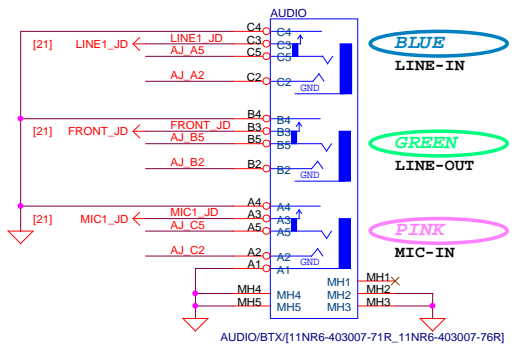 AUDIO
C4 C4
[21] LINE1_JD LINE1_JD C3 C3
AJ_A5 C5 C5
AJ_A2 C2 C2
GND
BLUE
LINE-IN
B4 B4
[21] FRONT_JD FRONT_JD B3 B3
AJ_B5 B5 B5
AJ_B2 B2 B2
GND
GREEN
LINE-OUT
A4 A4
[21] MIC1_JD MIC1_JD A3 A3
AJ_C5 A5 A5
AJ_C2 A2 A2
GND
A1 A1
PINK
MIC-IN
MH1 MH1
MH4 MH4 MH2 MH2
MH5 MH5 MH3 MH3
AUDIO/BTX/[11NR6-403007-71R_11NR6-403007-76R]